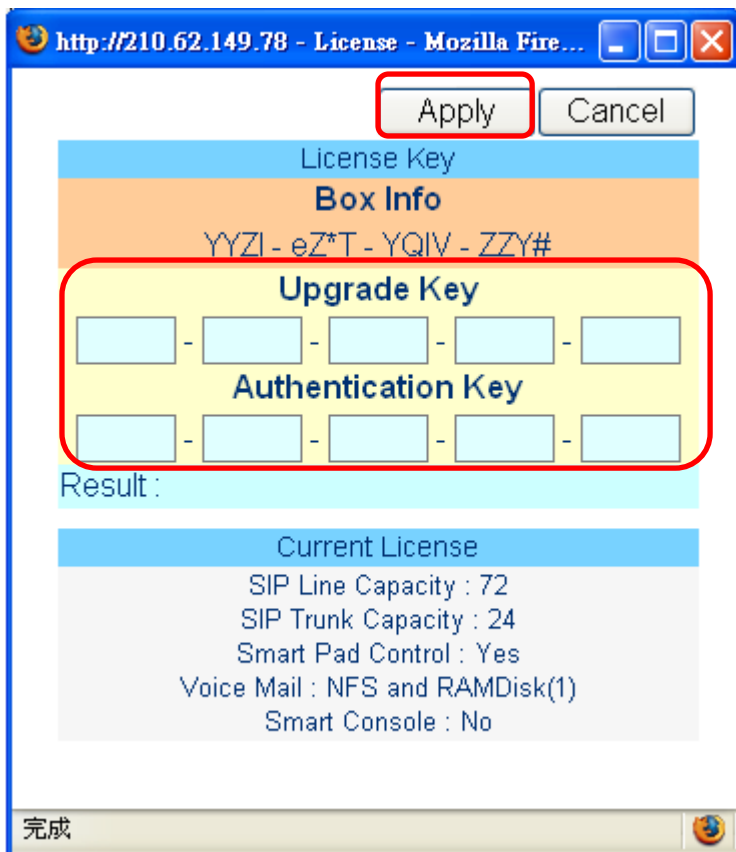 http://210.62.149.78 - License - Mozilla Fire...
Apply Cancel
License Key
Box Info
YYZI - eZ*T - YQIV - ZZY#
Upgrade Key
- - - -
Authentication Key
- - - -
Result :
Current License
SIP Line Capacity : 72
SIP Trunk Capacity : 24
Smart Pad Control : Yes
Voice Mail : NFS and RAMDisk(1)
Smart Console : No
完成